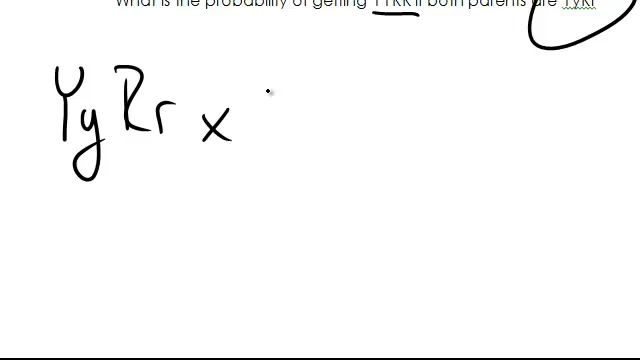 What is the probability of getting YYRR if both parents are YyRr
YyRr x